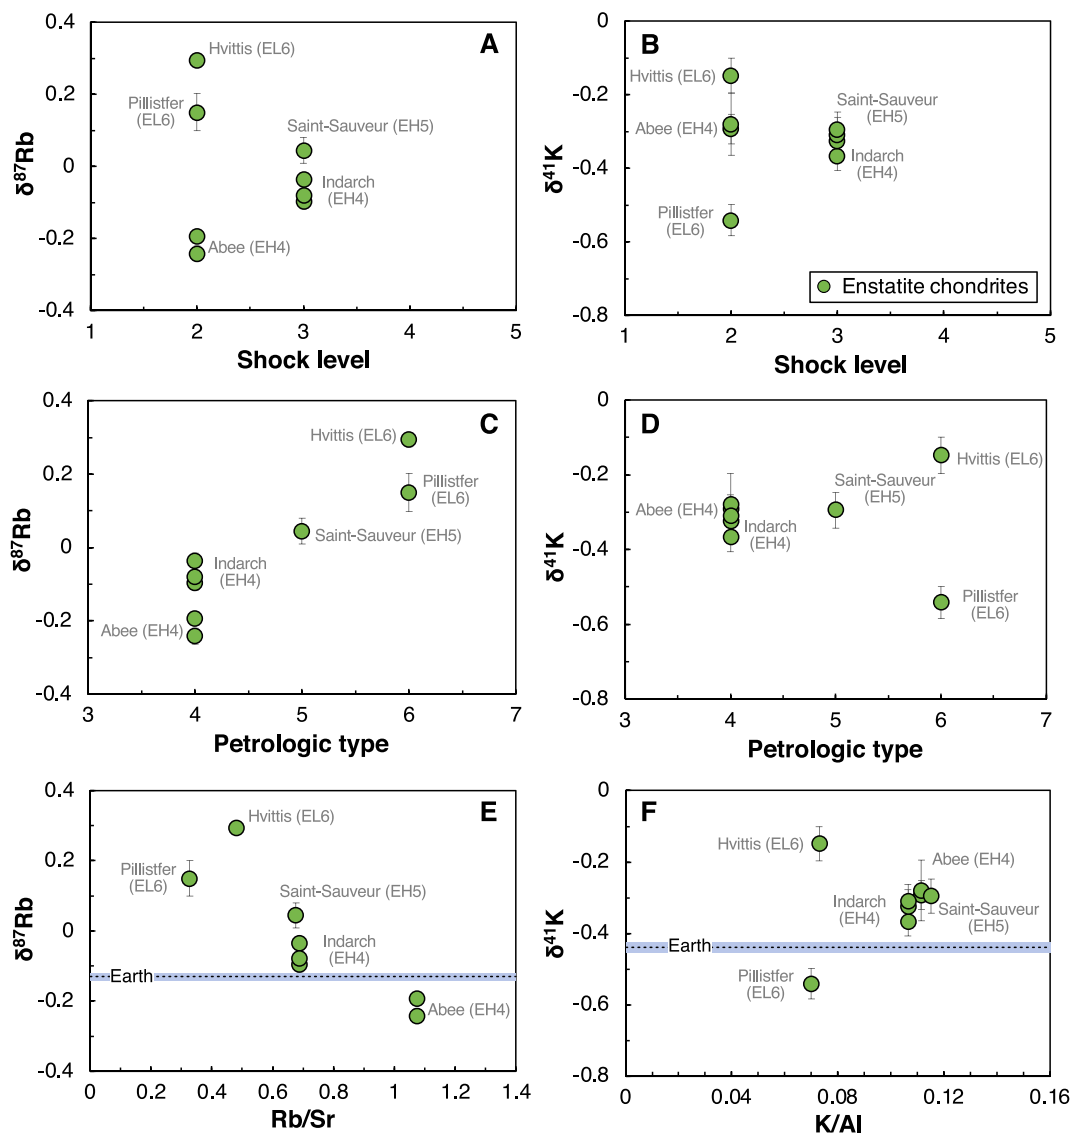 A
0.4
0.2
0
-0.2
-0.4
δ⁸⁷Rb
Hvittis (EL6)
Pillistfer
(EL6)
Saint-Sauveur (EH5)
Indarch
(EH4)
Abee (EH4)
1 2 3 4 5
Shock level
B
0
-0.2
-0.4
-0.6
-0.8
δ⁴¹K
Hvittis (EL6)
Saint-Sauveur
(EH5)
Abee (EH4)
Indarch
(EH4)
Pillistfer
(EL6)
Enstatite chondrites
1 2 3 4 5
Shock level
C
0.4
0.2
0
-0.2
-0.4
δ⁸⁷Rb
Hvittis (EL6)
Pillistfer
(EL6)
Saint-Sauveur (EH5)
Indarch
(EH4)
Abee (EH4)
3 4 5 6 7
Petrologic type
D
0
-0.2
-0.4
-0.6
-0.8
δ⁴¹K
Hvittis (EL6)
Saint-Sauveur
(EH5)
Abee (EH4)
Indarch
(EH4)
Pillistfer
(EL6)
3 4 5 6 7
Petrologic type
E
0.4
0.2
0
-0.2
-0.4
δ⁸⁷Rb
Hvittis (EL6)
Pillistfer
(EL6)
Saint-Sauveur (EH5)
Indarch
(EH4)
Earth
Abee (EH4)
0 0.2 0.4 0.6 0.8 1 1.2 1.4
Rb/Sr
F
0
-0.2
-0.4
-0.6
-0.8
δ⁴¹K
Hvittis (EL6)
Abee (EH4)
Indarch
(EH4)
Saint-Sauveur
(EH5)
Earth
Pillistfer
(EL6)
0 0.04 0.08 0.12 0.16
K/Al